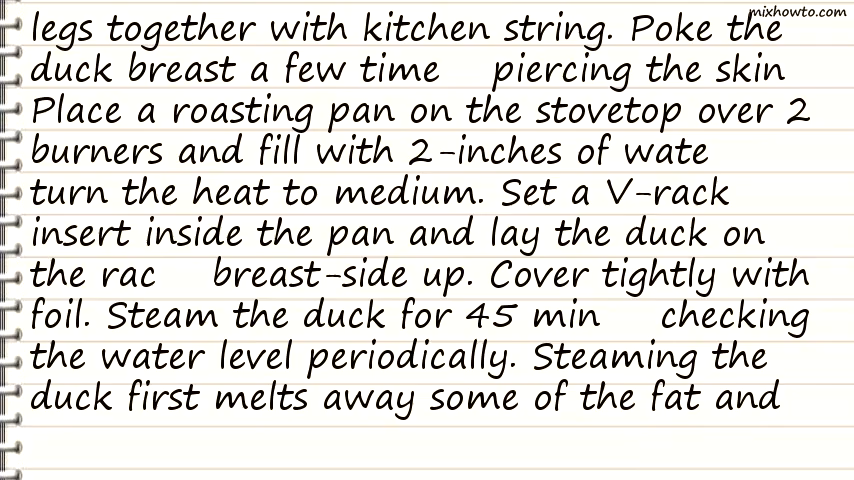 mixhowto.com
legs together with kitchen string. Poke the
duck breast a few time piercing the skin
Place a roasting pan on the stovetop over 2
burners and fill with 2-inches of wate
turn the heat to medium. Set a V-rack
insert inside the pan and lay the duck on
the rac breast-side up. Cover tightly with
foil. Steam the duck for 45 min checking
the water level periodically. Steaming the
duck first melts away some of the fat and